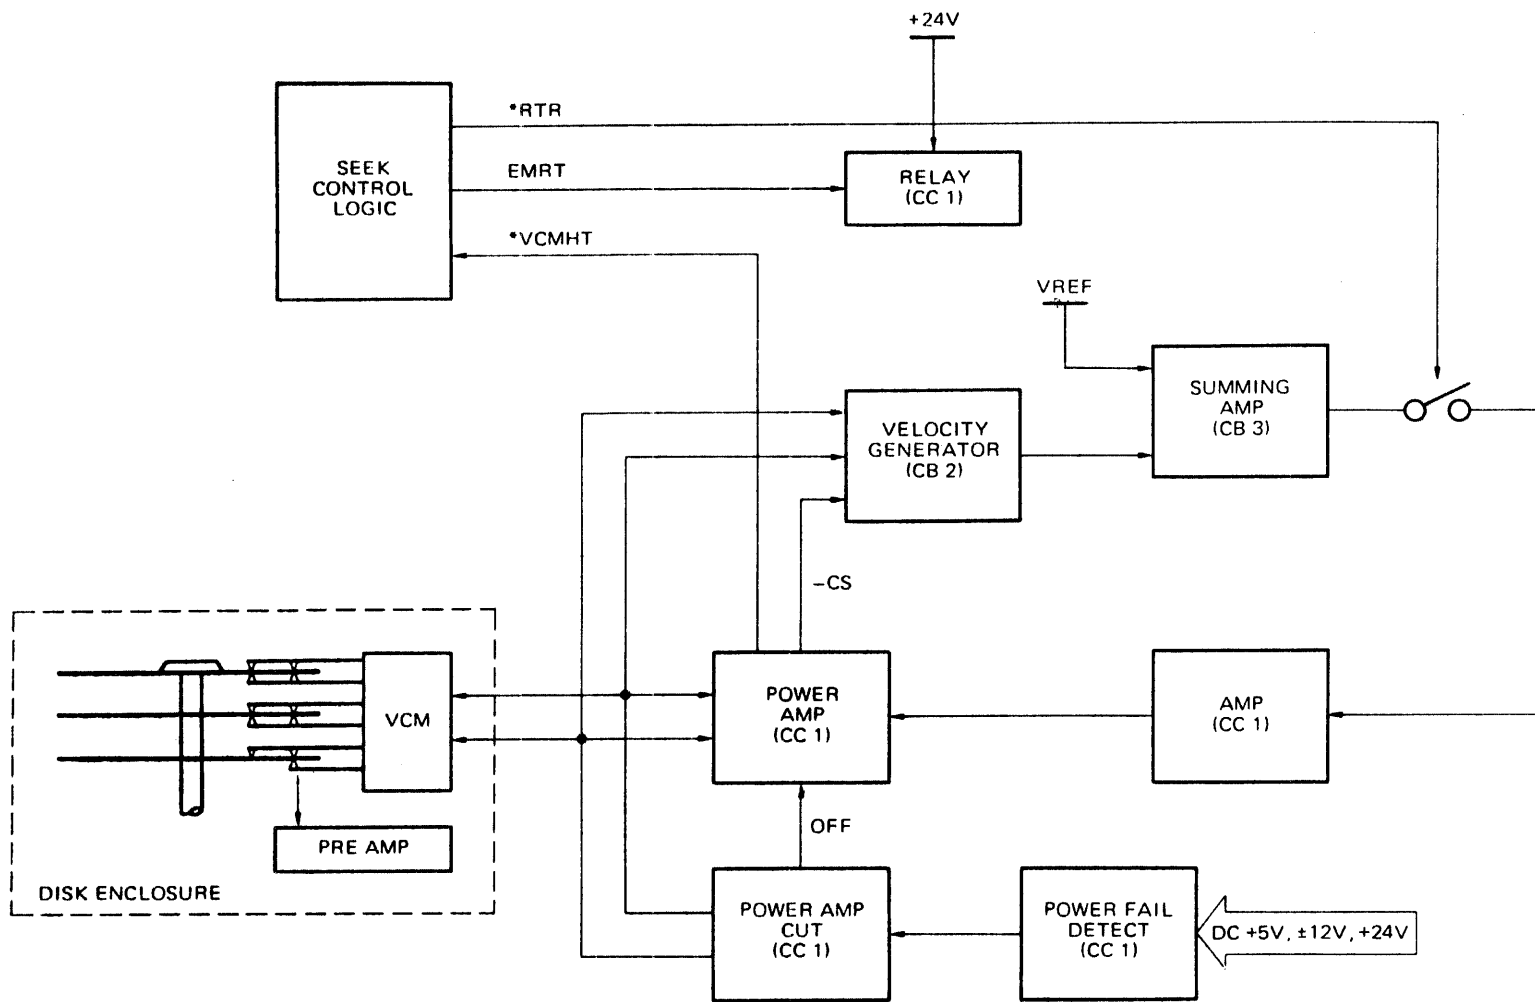 +24V
*RTR
SEEK
CONTROL
LOGIC
EMRT
RELAY
(CC 1)
*VCMHT
VREF
SUMMING
AMP
(CB 3)
VELOCITY
GENERATOR
(CB 2)
-CS
VCM
POWER
AMP
(CC 1)
AMP
(CC 1)
PRE AMP
OFF
DISK ENCLOSURE
POWER AMP
CUT
(CC 1)
POWER FAIL
DETECT
(CC 1)
DC +5V, ±12V, +24V